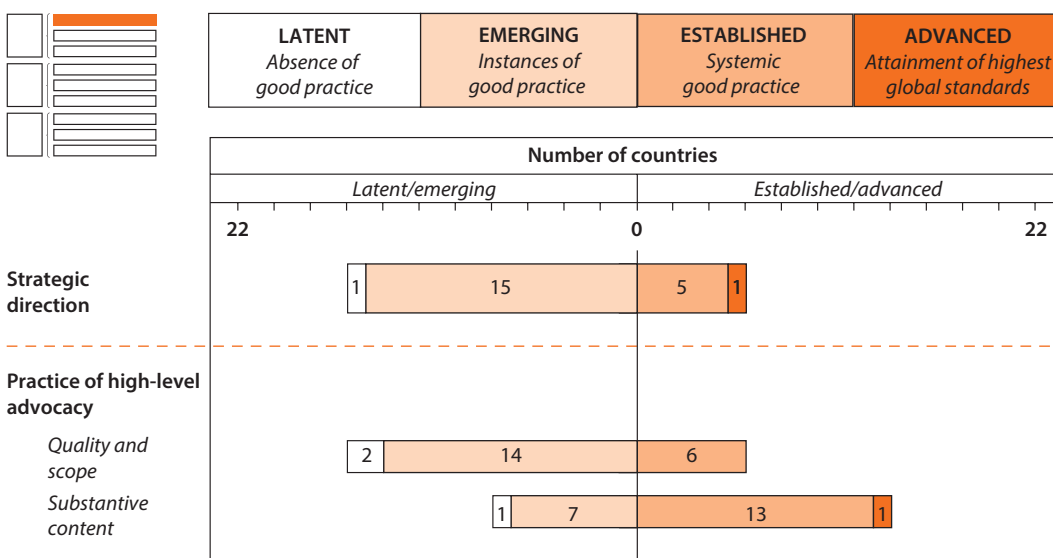 LATENT
Absence of
good practice
EMERGING
Instances of
good practice
ESTABLISHED
Systemic
good practice
ADVANCED
Attainment of highest
global standards
Number of countries
Latent/emerging
Established/advanced
22 0 22
Strategic
direction
1 15 5 1
Practice of high-level
advocacy
Quality and
scope
2 14 6
Substantive
content
1 7 13 1